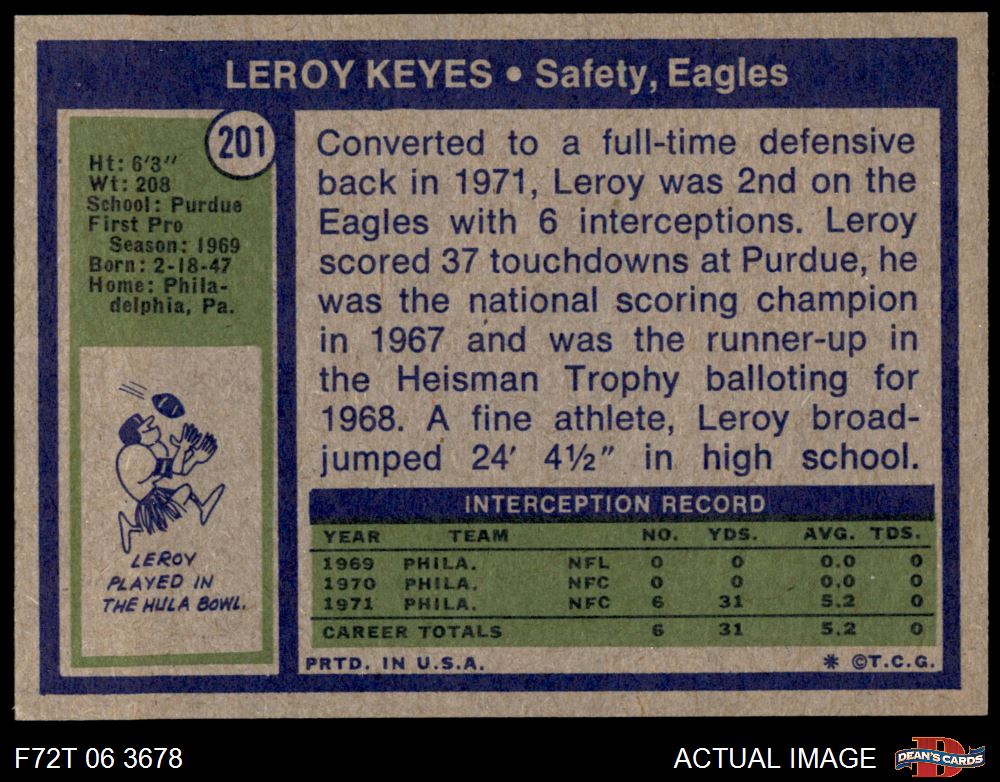 LEROY KEYES • Safety, Eagles
201
Ht: 6'3"
Wt: 208
School: Purdue
First Pro
Season: 1969
Born: 2-18-47
Home: Phila-
delphia, Pa.
LEROY
PLAYED IN
THE HULA BOWL.
Converted to a full-time defensive
back in 1971, Leroy was 2nd on the
Eagles with 6 interceptions. Leroy
scored 37 touchdowns at Purdue, he
was the national scoring champion
in 1967 and was the runner-up in
the Heisman Trophy balloting for
1968. A fine athlete, Leroy broad-
jumped 24' 4½" in high school.
INTERCEPTION RECORD
YEAR TEAM NO. YDS. AVG. TDS.
1969 PHILA. NFL 0 0 0.0 0
1970 PHILA. NFC 0 0 0.0 0
1971 PHILA. NFC 6 31 5.2 0
CAREER TOTALS 6 31 5.2 0
PRTD. IN U.S.A. * ©T.C.G.
F72T 06 3678 ACTUAL IMAGE
D
DEAN'S CARDS